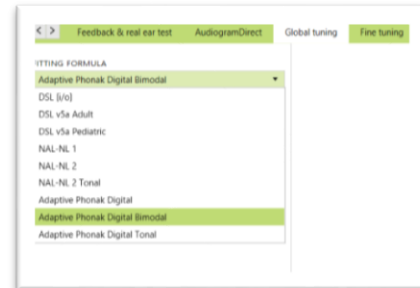 < > Feedback & real ear test AudiogramDirect Global tuning Fine tuning
ITTING FORMULA
Adaptive Phonak Digital Bimodal
DSL [i/o]
DSL v5a Adult
DSL v5a Pediatric
NAL-NL 1
NAL-NL 2
NAL-NL 2 Tonal
Adaptive Phonak Digital
Adaptive Phonak Digital Bimodal
Adaptive Phonak Digital Tonal